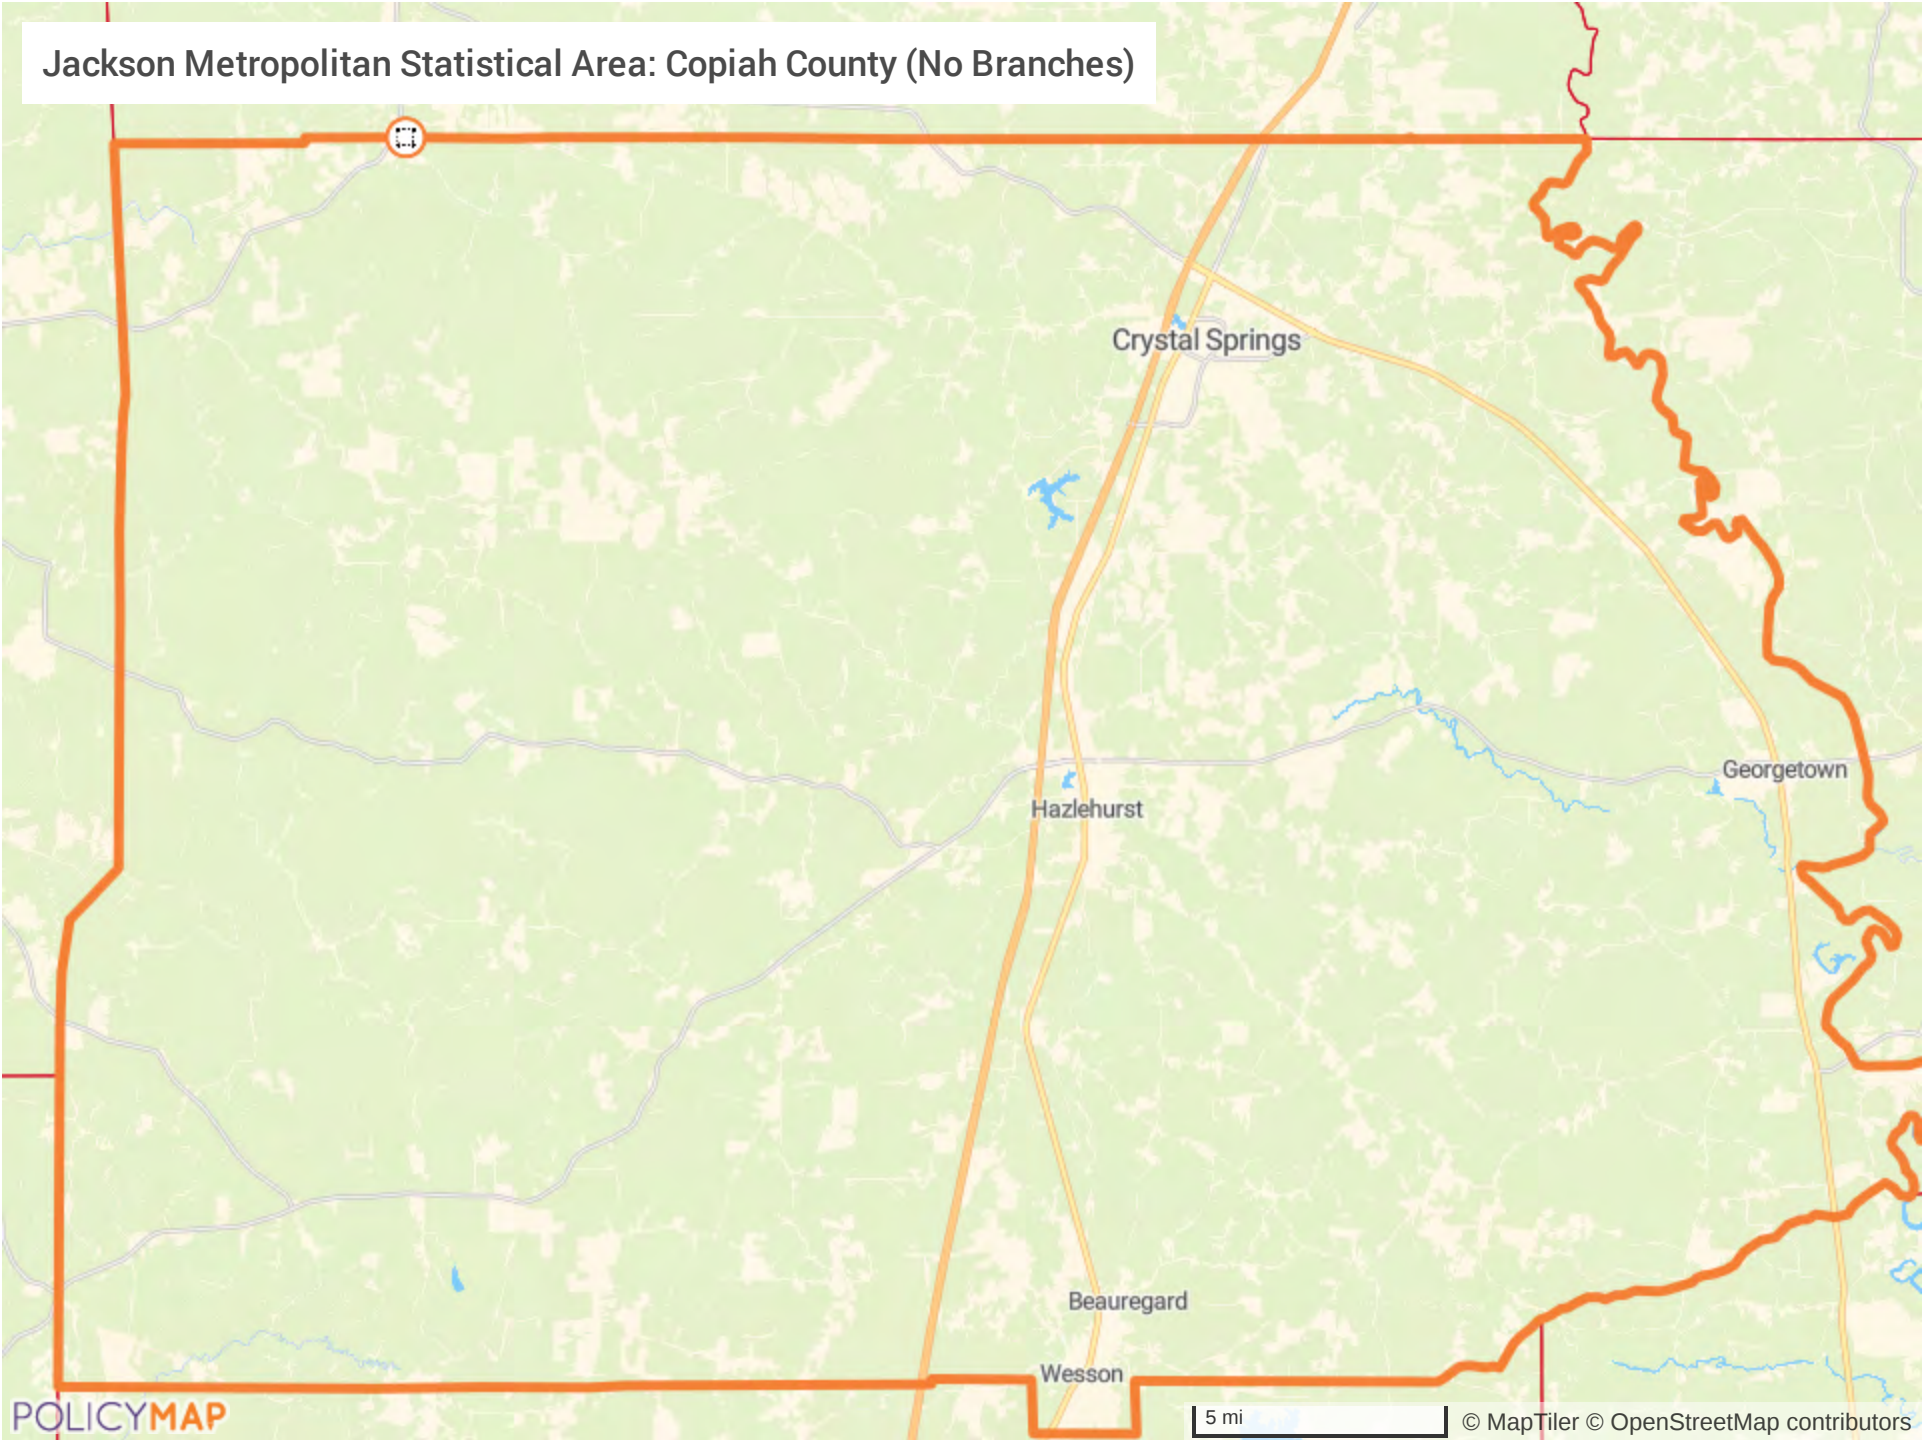 Jackson Metropolitan Statistical Area: Copiah County (No Branches)
Crystal Springs
Georgetown
Hazlehurst
Beauregard
Wesson
POLICYMAP
5 mi
© MapTiler © OpenStreetMap contributors